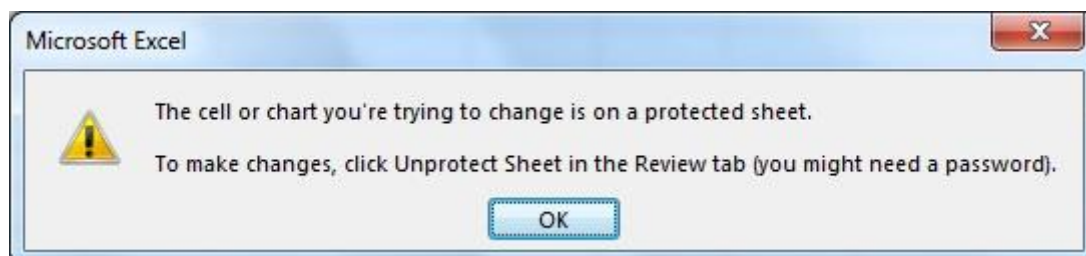 Microsoft Excel
The cell or chart you're trying to change is on a protected sheet.
To make changes, click Unprotect Sheet in the Review tab (you might need a password).
OK